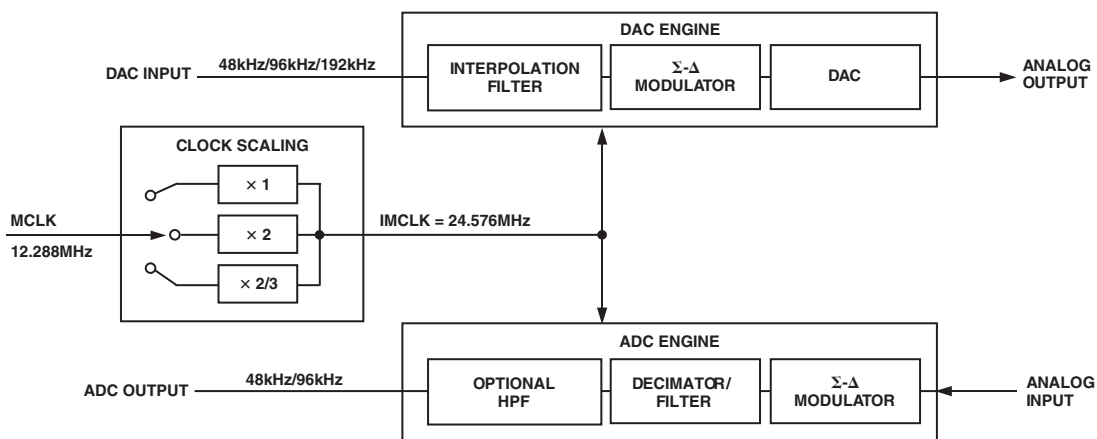 DAC ENGINE
DAC INPUT
48kHz/96kHz/192kHz
INTERPOLATION
FILTER
Σ-Δ
MODULATOR
DAC
ANALOG
OUTPUT
CLOCK SCALING
× 1
MCLK
12.288MHz
× 2
IMCLK = 24.576MHz
× 2/3
ADC ENGINE
ADC OUTPUT
48kHz/96kHz
OPTIONAL
HPF
DECIMATOR/
FILTER
Σ-Δ
MODULATOR
ANALOG
INPUT